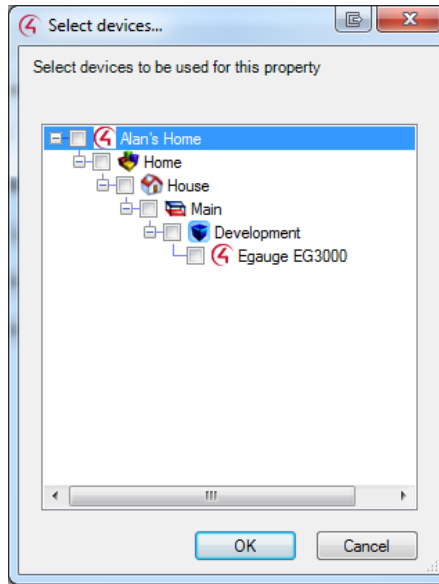 Select devices...
Select devices to be used for this property
Alan's Home
Home
House
Main
Development
Egauge EG3000
OK
Cancel